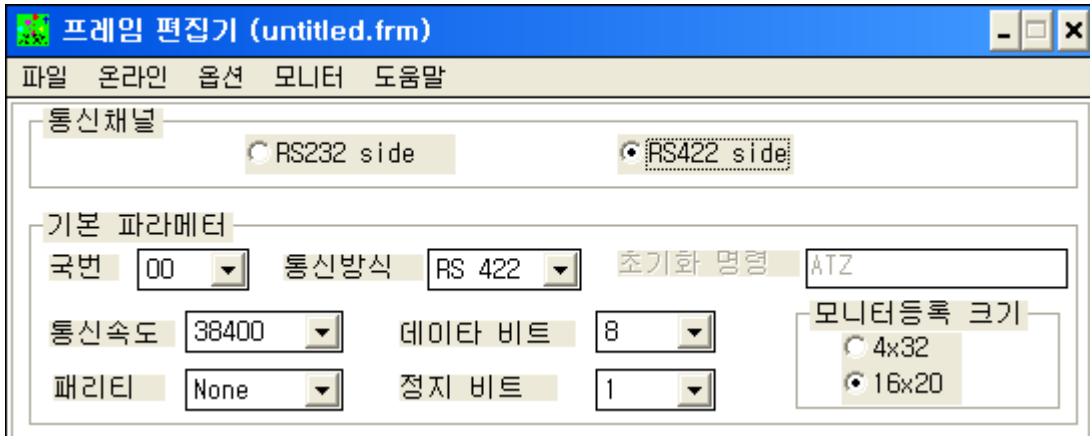 프레임 편집기 (untitled.frm)
파일 온라인 옵션 모니터 도움말
통신채널
RS232 side RS422 side
기본 파라메터
국번 00 통신방식 RS 422 초기화 명령 ATZ
통신속도 38400 데이타 비트 8 모니터등록 크기
4x32
패리티 None 정지 비트 1 16x20